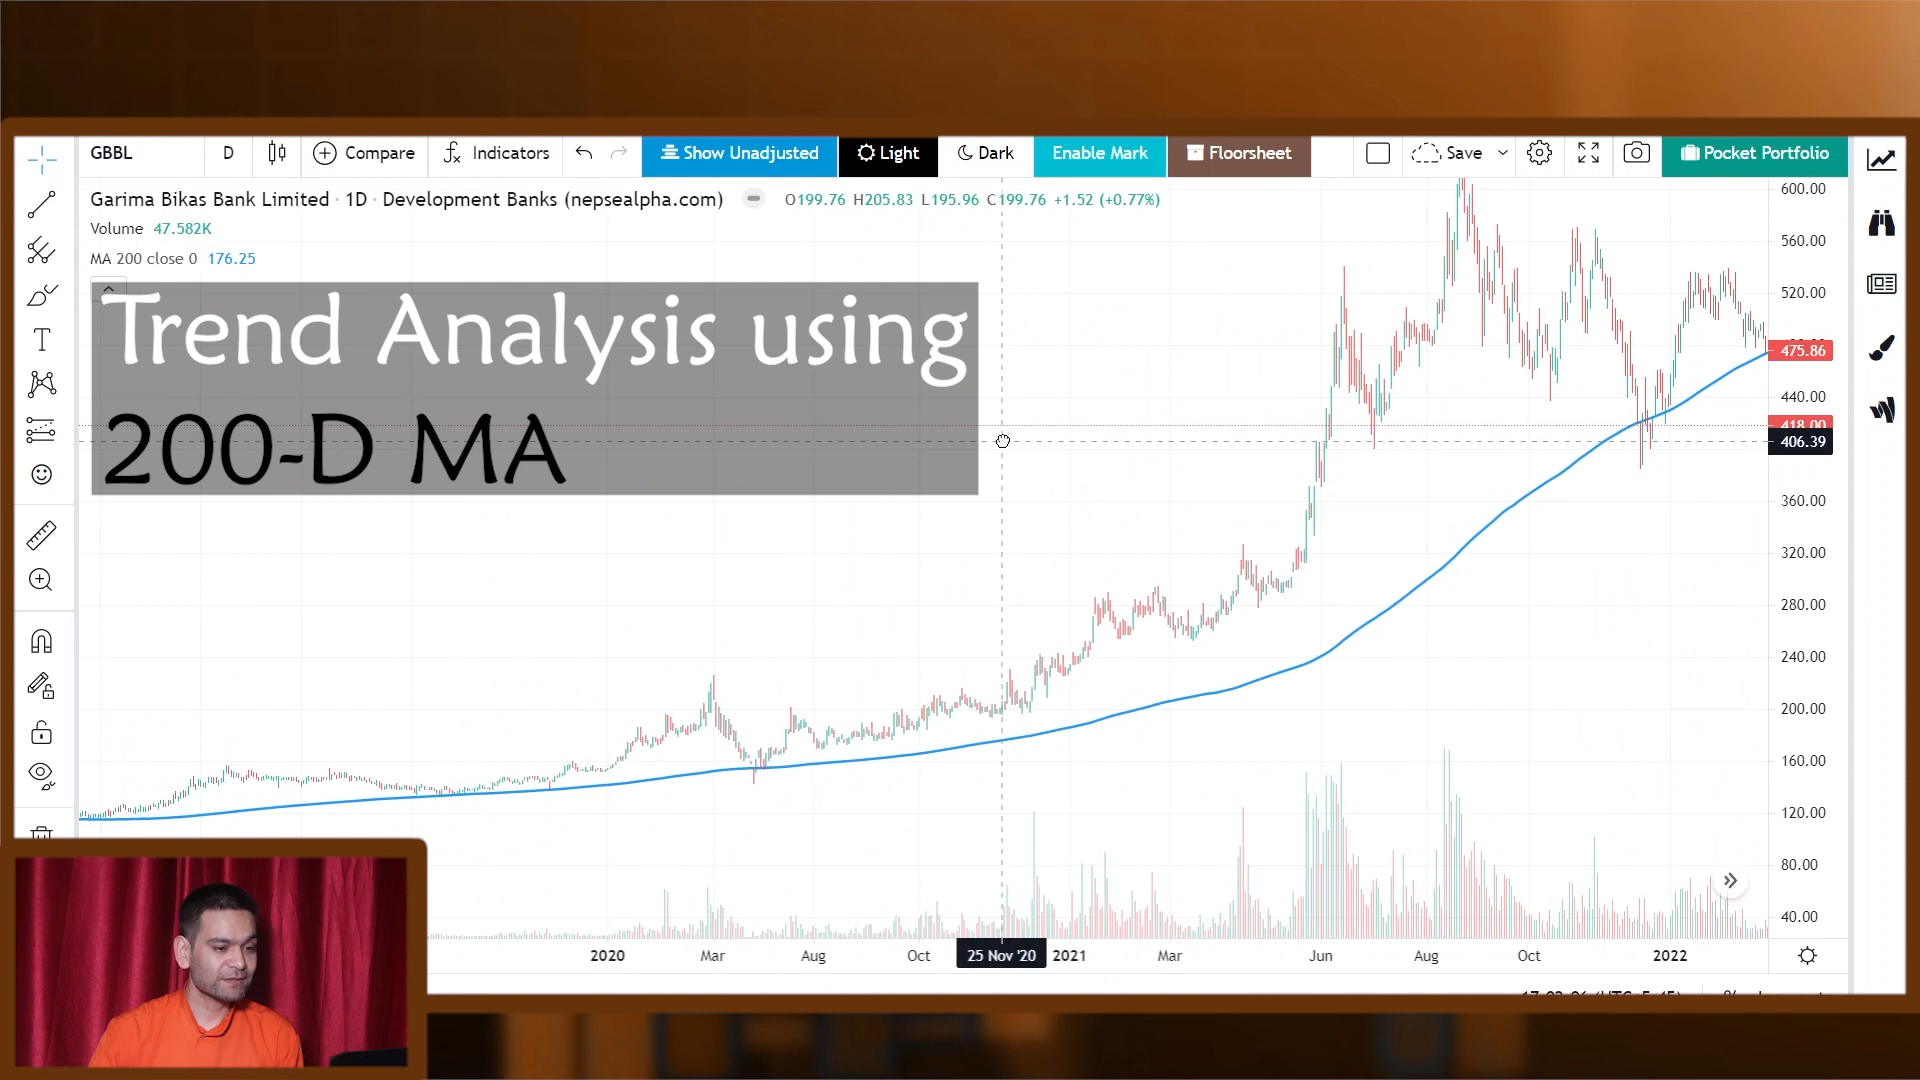 GBBL D Compare Indicators Show Unadjusted Light Dark Enable Mark Floorsheet Save Pocket Portfolio
Garima Bikas Bank Limited · 1D · Development Banks (nepsealpha.com) O199.76 H205.83 L195.96 C199.76 +1.52 (+0.77%)
Volume 47.582K
MA 200 close 0 176.25
Trend Analysis using
200-D MA
600.00
560.00
520.00
475.86
440.00
418.00
406.39
360.00
320.00
280.00
240.00
200.00
160.00
120.00
80.00
40.00
2020 Mar Aug Oct 25 Nov '20 2021 Mar Jun Aug Oct 2022